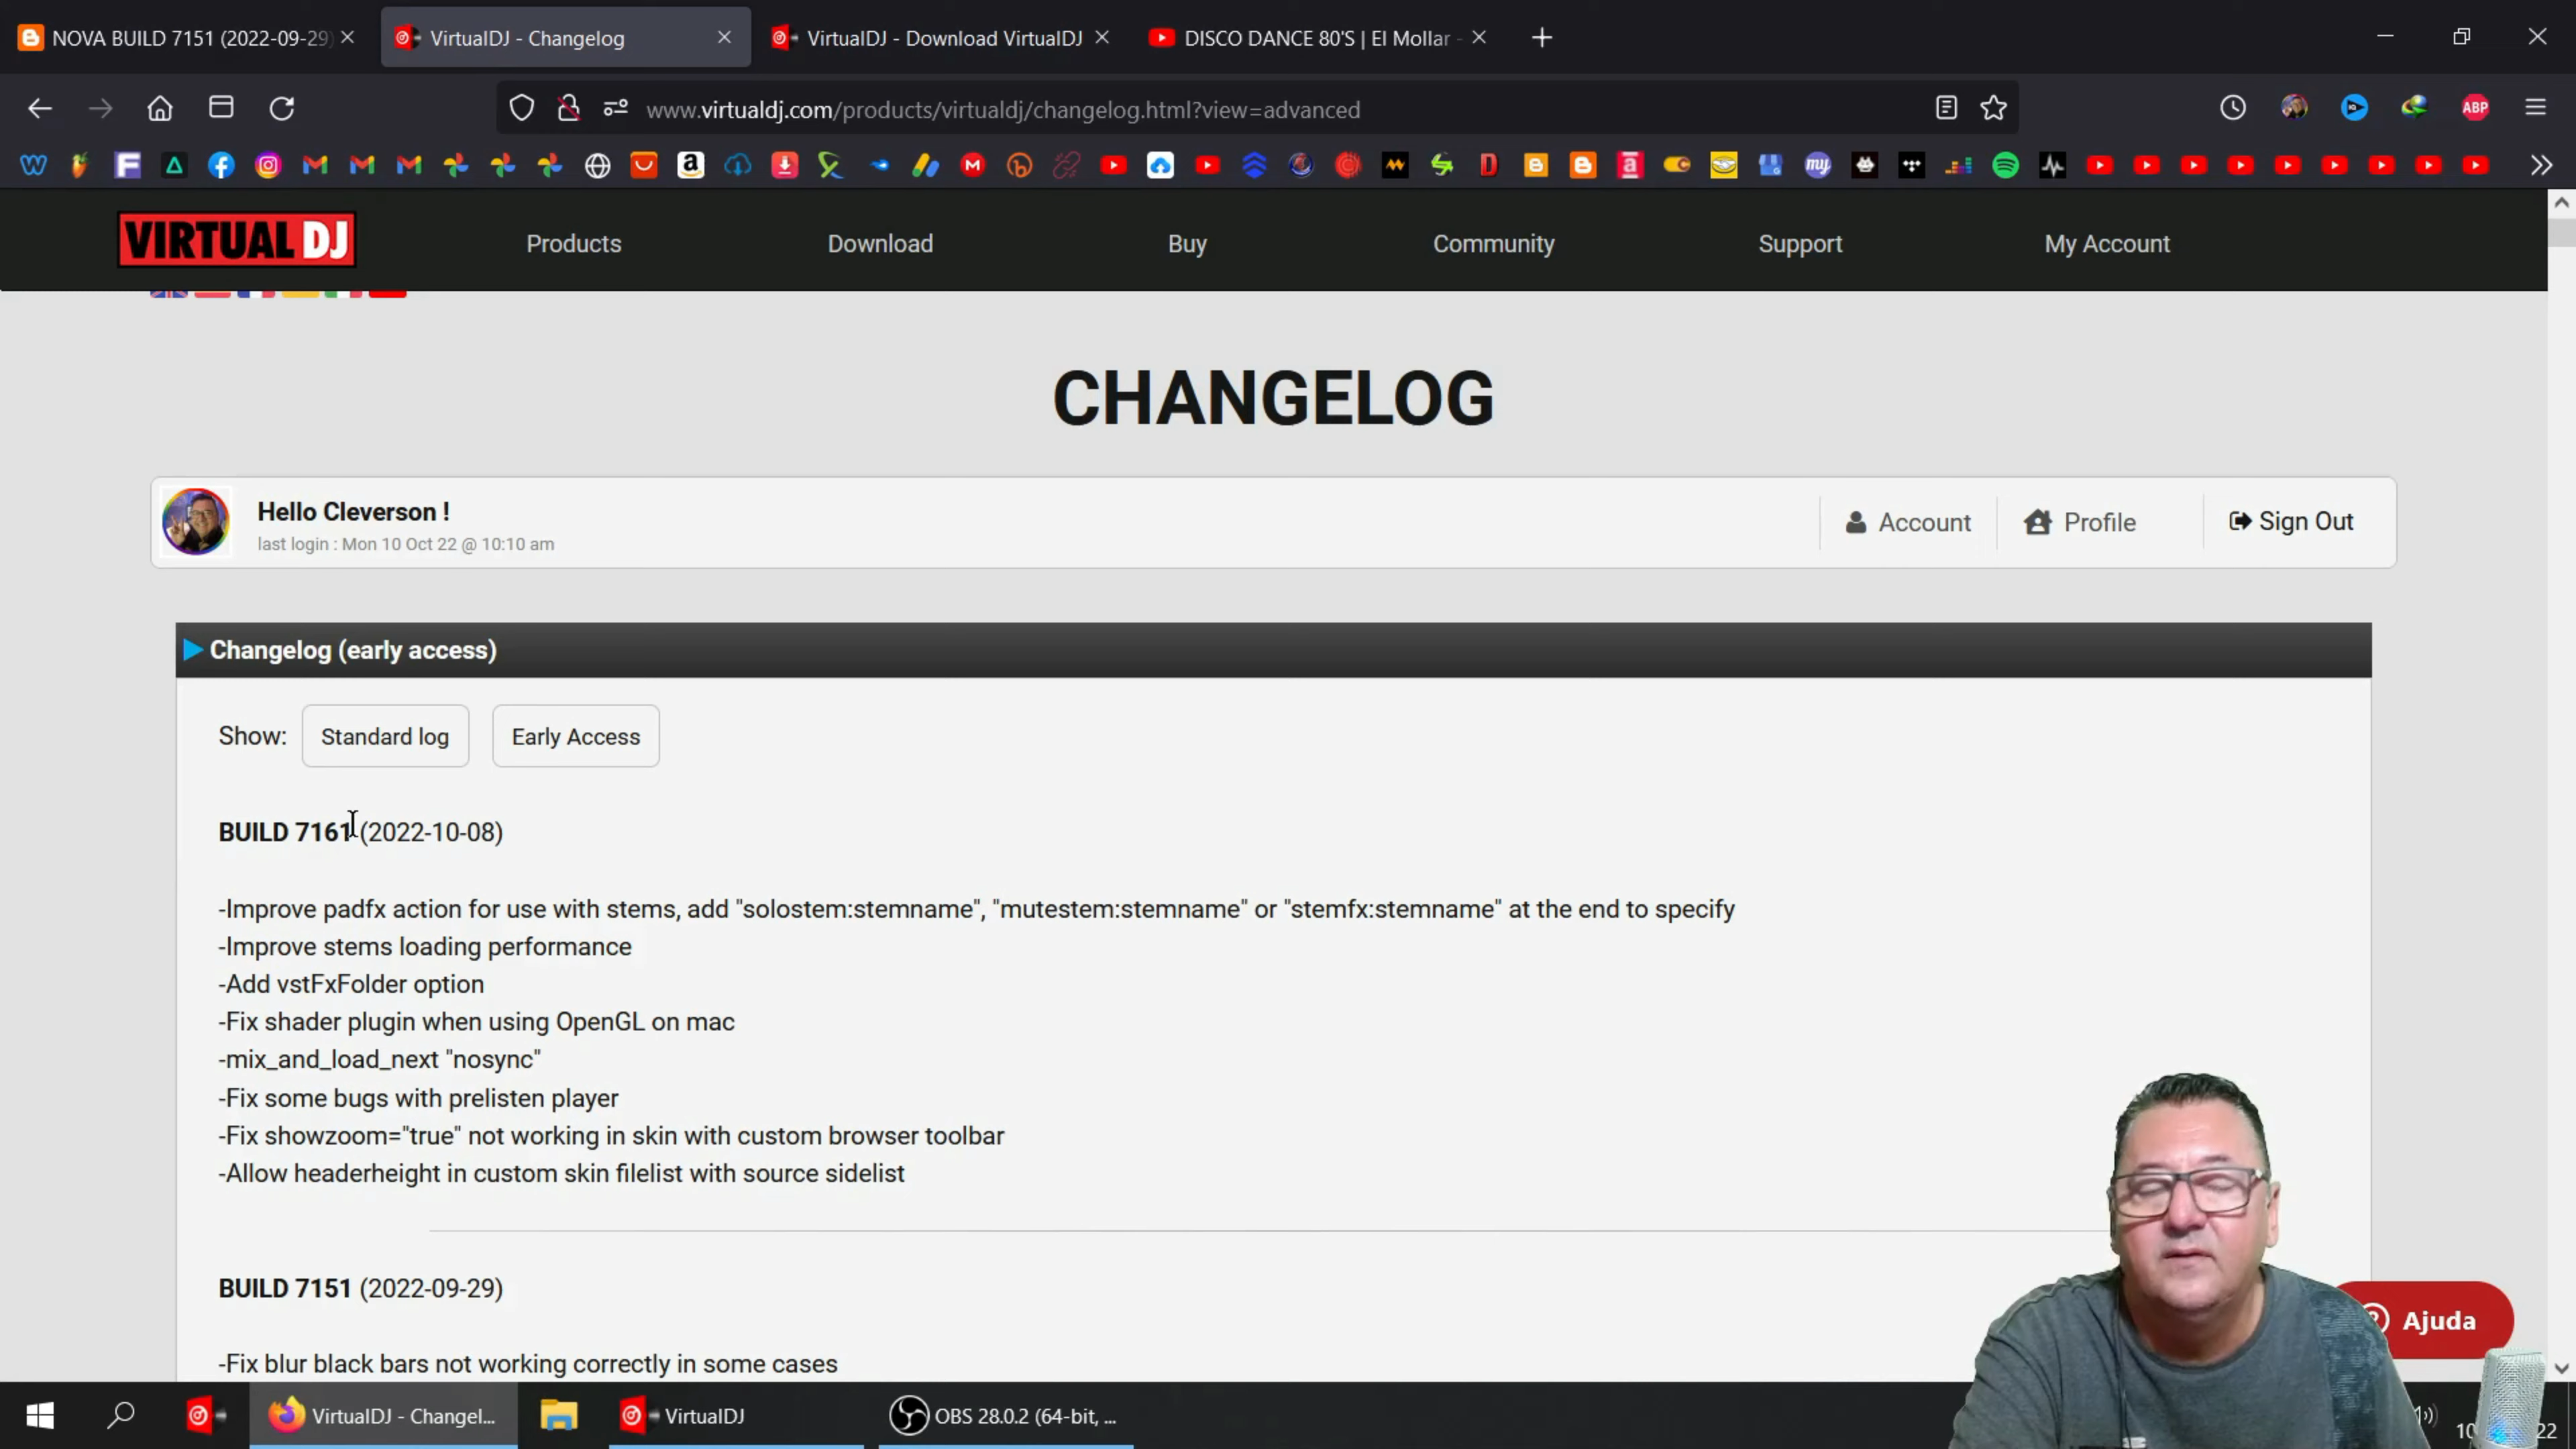 NOVA BUILD 7151 (2022-09-29)
VirtualDJ - Changelog
VirtualDJ - Download VirtualDJ
DISCO DANCE 80'S | El Mollar -
www.virtualdj.com/products/virtualdj/changelog.html?view=advanced
ABP
VIRTUAL DJ
Products
Download
Buy
Community
Support
My Account
CHANGELOG
Hello Cleverson !
last login : Mon 10 Oct 22 @ 10:10 am
Account
Profile
Sign Out
Changelog (early access)
Show:
Standard log
Early Access
BUILD 7161 (2022-10-08)
-Improve padfx action for use with stems, add "solostem:stemname", "mutestem:stemname" or "stemfx:stemname" at the end to specify
-Improve stems loading performance
-Add vstFxFolder option
-Fix shader plugin when using OpenGL on mac
-mix_and_load_next "nosync"
-Fix some bugs with prelisten player
-Fix showzoom="true" not working in skin with custom browser toolbar
-Allow headerheight in custom skin filelist with source sidelist
BUILD 7151 (2022-09-29)
-Fix blur black bars not working correctly in some cases
Ajuda
VirtualDJ - Changel...
VirtualDJ
OBS 28.0.2 (64-bit, ...